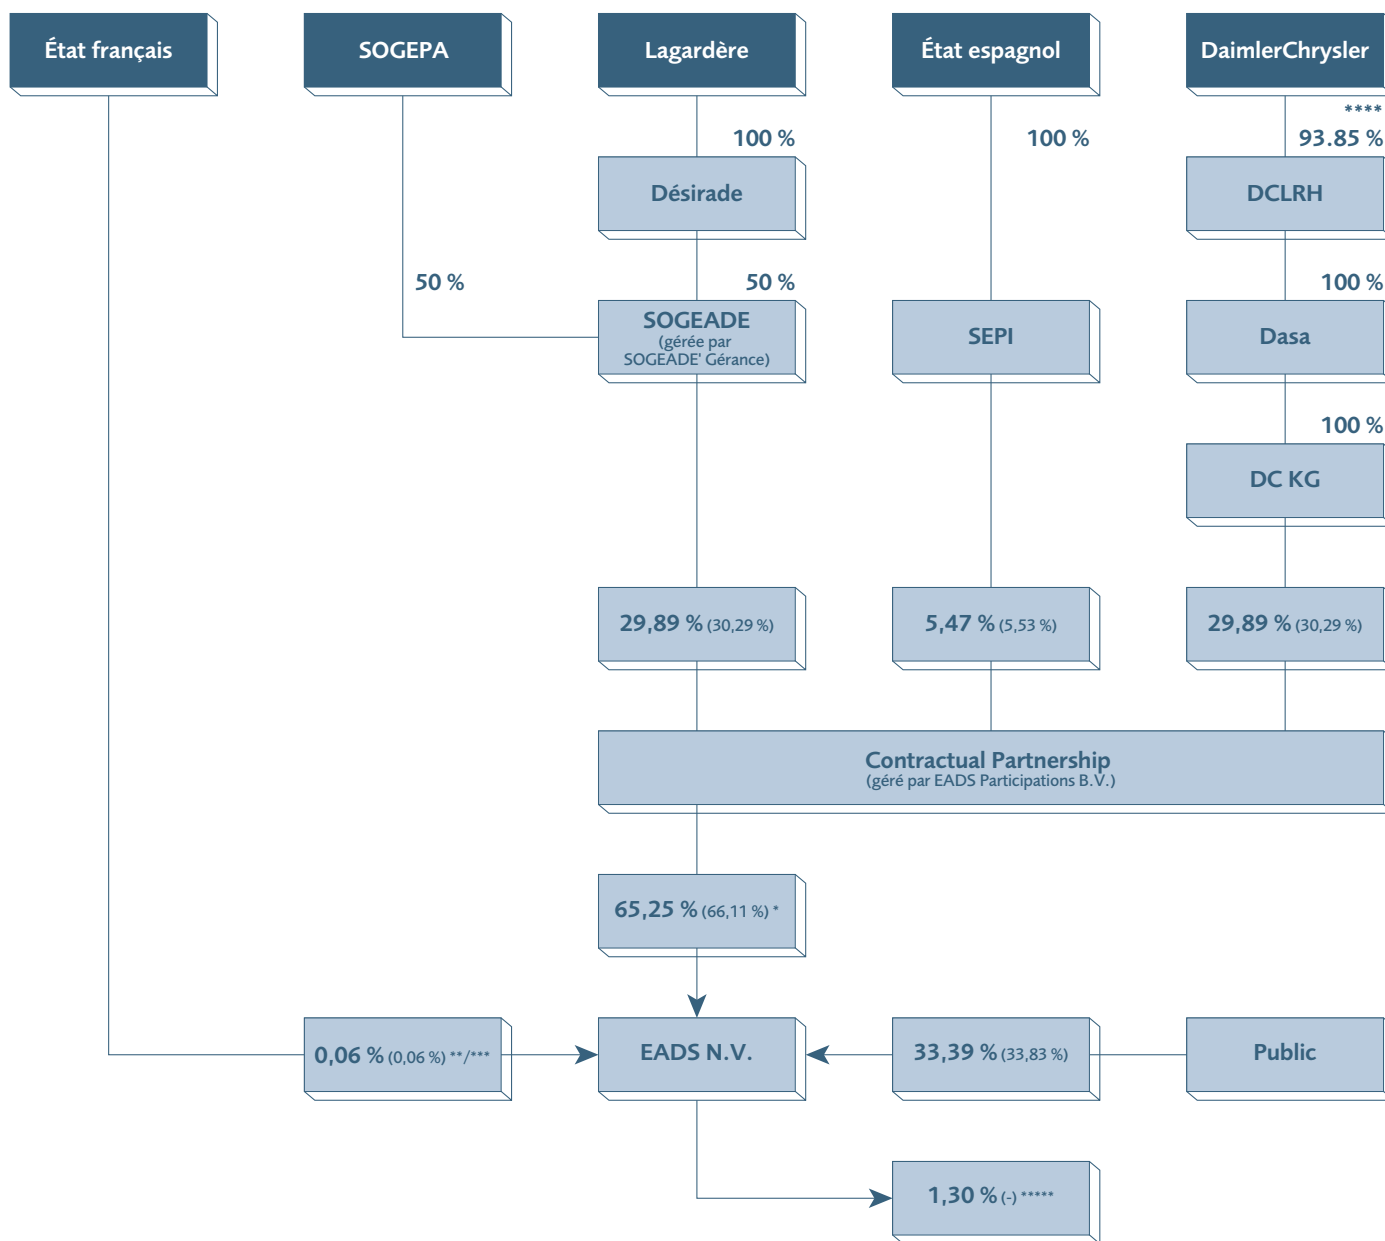 État français
SOGEPA
Lagardère
État espagnol
DaimlerChrysler
****
100 %
100 %
93.85 %
Désirade
DCLRH
50 %
50 %
100 %
SOGEADE
(gérée par
SOGEADE' Gérance)
SEPI
Dasa
100 %
DC KG
29,89 % (30,29 %)
5,47 % (5,53 %)
29,89 % (30,29 %)
Contractual Partnership
(géré par EADS Participations B.V.)
65,25 % (66,11 %) *
0,06 % (0,06 %) **/***
EADS N.V.
33,39 % (33,83 %)
Public
1,30 % (-) *****